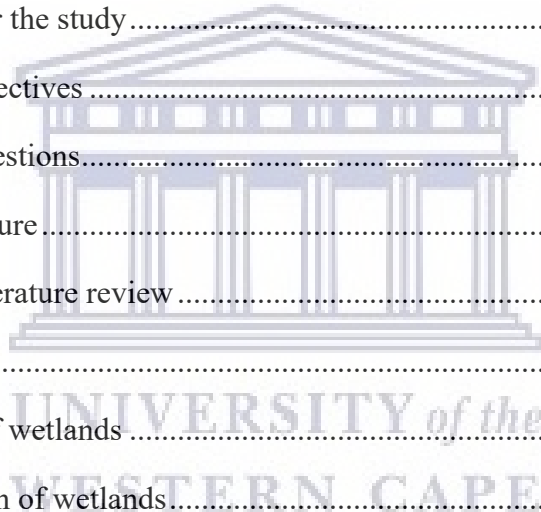 r the study..............................................................
ectives ..................................................................
estions...................................................................
ure.......................................................................
erature review ...........................................................
..........................................................................
f wetlands ...............................................................
n of wetlands.............................................................
UNIVERSITY of the
WESTERN CAPE